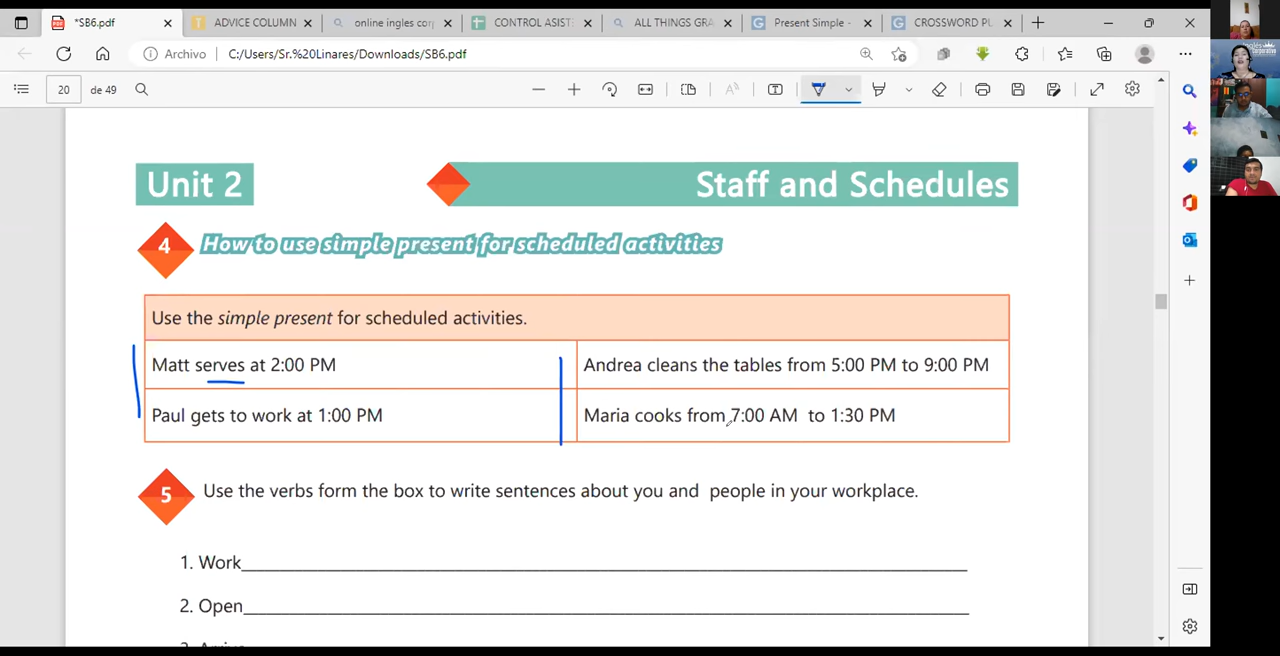 *SB6.pdf
ADVICE COLUMN
online ingles cor
CONTROL ASIST
ALL THINGS GRA
Present Simple -
CROSSWORD PU
Archivo
C:/Users/Sr.%20Linares/Downloads/SB6.pdf
20
de 49
Unit 2
Staff and Schedules
4
How to use simple present for scheduled activities
Use the simple present for scheduled activities.
Matt serves at 2:00 PM
Andrea cleans the tables from 5:00 PM to 9:00 PM
Paul gets to work at 1:00 PM
Maria cooks from 7:00 AM to 1:30 PM
5
Use the verbs form the box to write sentences about you and people in your workplace.
1. Work
2. Open